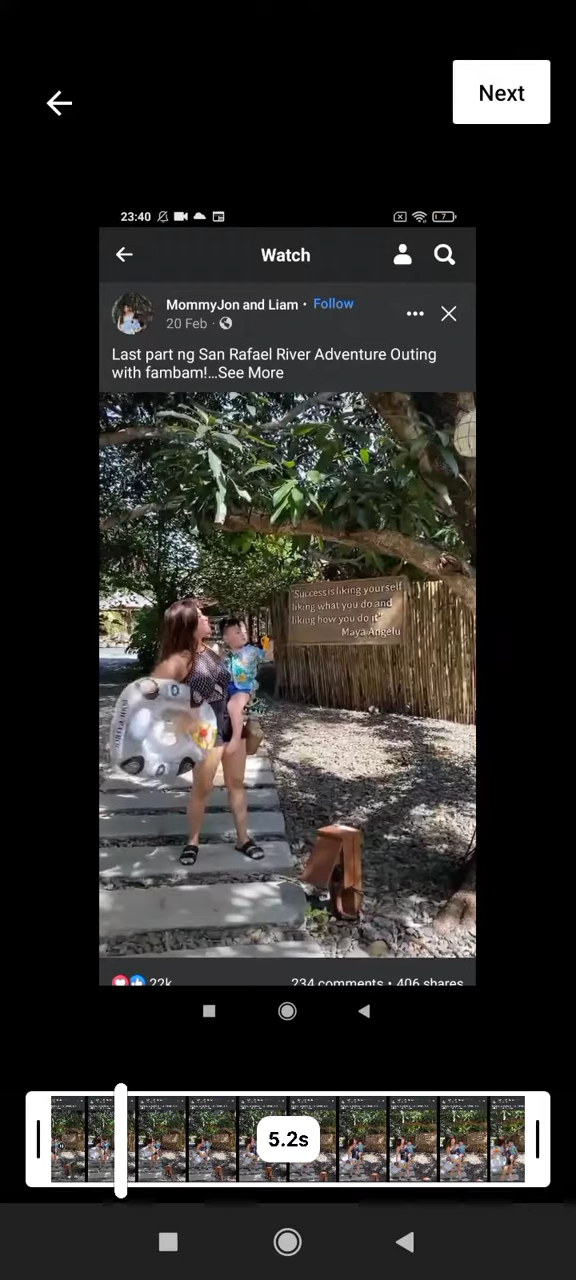 Next
23:40
7
Watch
MommyJon and Liam · Follow
20 Feb ·
Last part ng San Rafael River Adventure Outing
with fambam!...See More
"Success is liking yourself
liking what you do and
liking how you do it"
Maya Angelu
22k
234 comments • 406 shares
5.2s